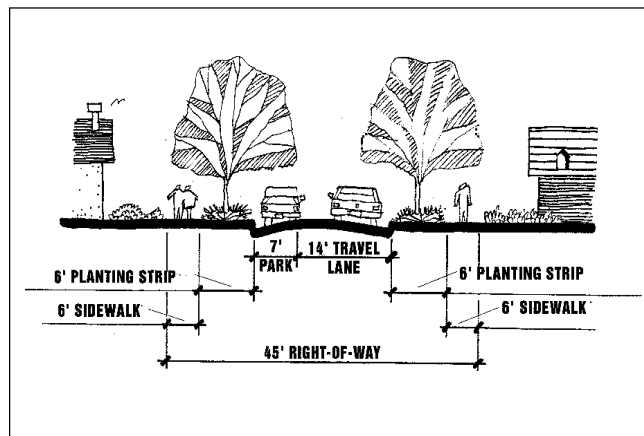 7' 14' TRAVEL
PARK LANE
6' PLANTING STRIP 6' PLANTING STRIP
6' SIDEWALK 6' SIDEWALK
45' RIGHT-OF-WAY